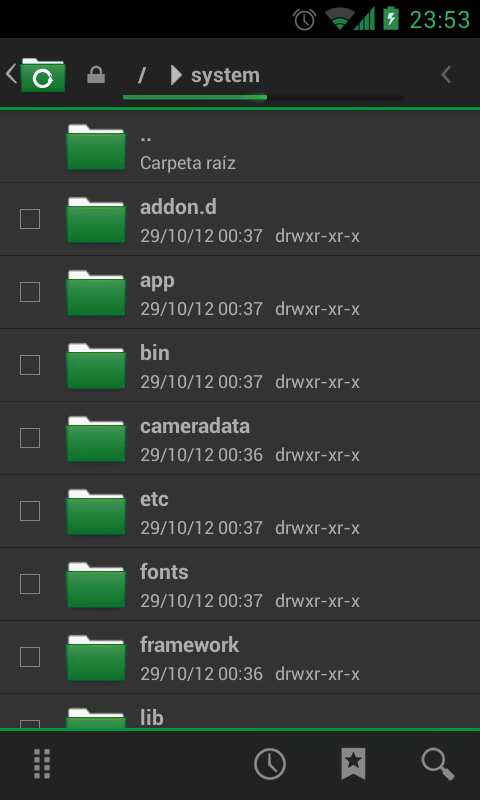 23:53
/ system
..
Carpeta raíz
addon.d
29/10/12 00:37 drwxr-xr-x
app
29/10/12 00:37 drwxr-xr-x
bin
29/10/12 00:37 drwxr-xr-x
cameradata
29/10/12 00:36 drwxr-xr-x
etc
29/10/12 00:37 drwxr-xr-x
fonts
29/10/12 00:37 drwxr-xr-x
framework
29/10/12 00:36 drwxr-xr-x
lib